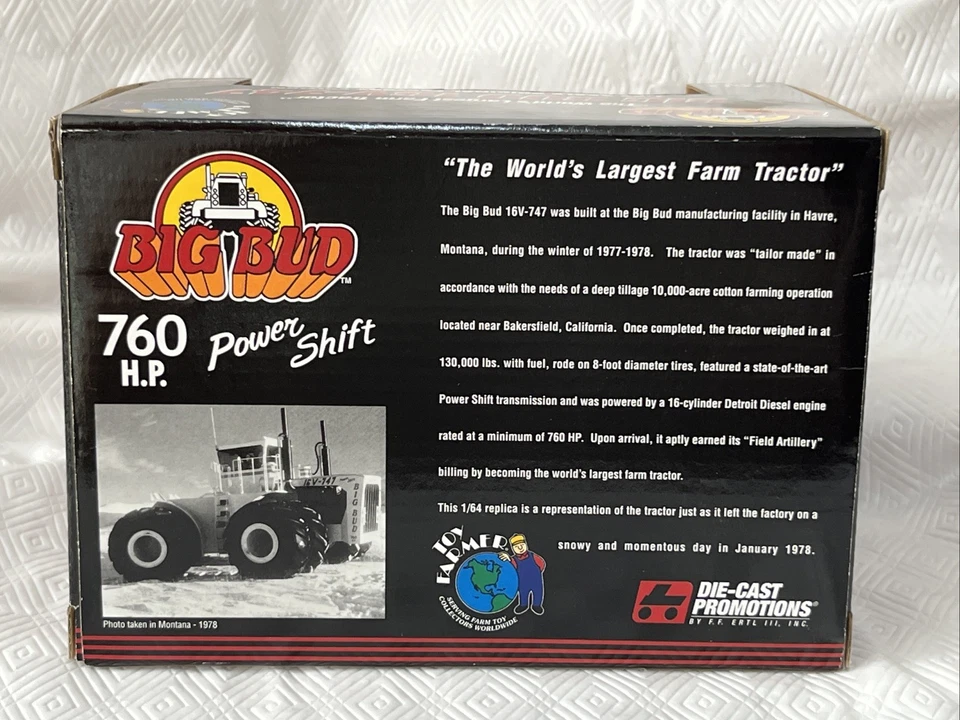 "The World's Largest Farm Tractor"
BIG BUD™
760
H.P.
Power Shift
The Big Bud 16V-747 was built at the Big Bud manufacturing facility in Havre,
Montana, during the winter of 1977-1978. The tractor was "tailor made" in
accordance with the needs of a deep tillage 10,000-acre cotton farming operation
located near Bakersfield, California. Once completed, the tractor weighed in at
130,000 lbs. with fuel, rode on 8-foot diameter tires, featured a state-of-the-art
Power Shift transmission and was powered by a 16-cylinder Detroit Diesel engine
rated at a minimum of 760 HP. Upon arrival, it aptly earned its "Field Artillery"
billing by becoming the world's largest farm tractor.
This 1/64 replica is a representation of the tractor just as it left the factory on a
snowy and momentous day in January 1978.
16V-747
BIG BUD
Photo taken in Montana - 1978
TOY FARMER
SERVING FARM TOY
COLLECTORS WORLDWIDE
DIE-CAST
PROMOTIONS®
BY F.F. ERTL III, INC.